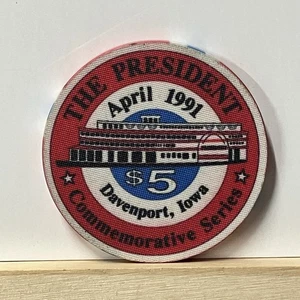 THE PRESIDENT
April 1991
$5
Davenport, Iowa
Commemorative Series